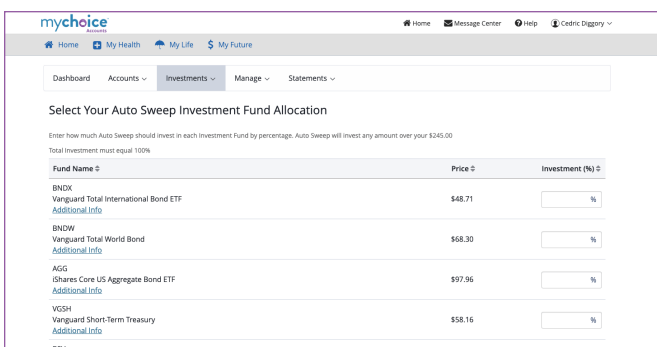 mychoice
Accounts
Home Message Center Help Cedric Diggory
Home My Health My Life $ My Future
Dashboard Accounts Investments Manage Statements
Select Your Auto Sweep Investment Fund Allocation
Enter how much Auto Sweep should invest in each Investment Fund by percentage. Auto Sweep will invest any amount over your $245.00
Total Investment must equal 100%
Fund Name Price Investment (%)
BNDX
Vanguard Total International Bond ETF $48.71 %
Additional Info
BNDW
Vanguard Total World Bond $68.30 %
Additional Info
AGG
iShares Core US Aggregate Bond ETF $97.96 %
Additional Info
VGSH
Vanguard Short-Term Treasury $58.16 %
Additional Info